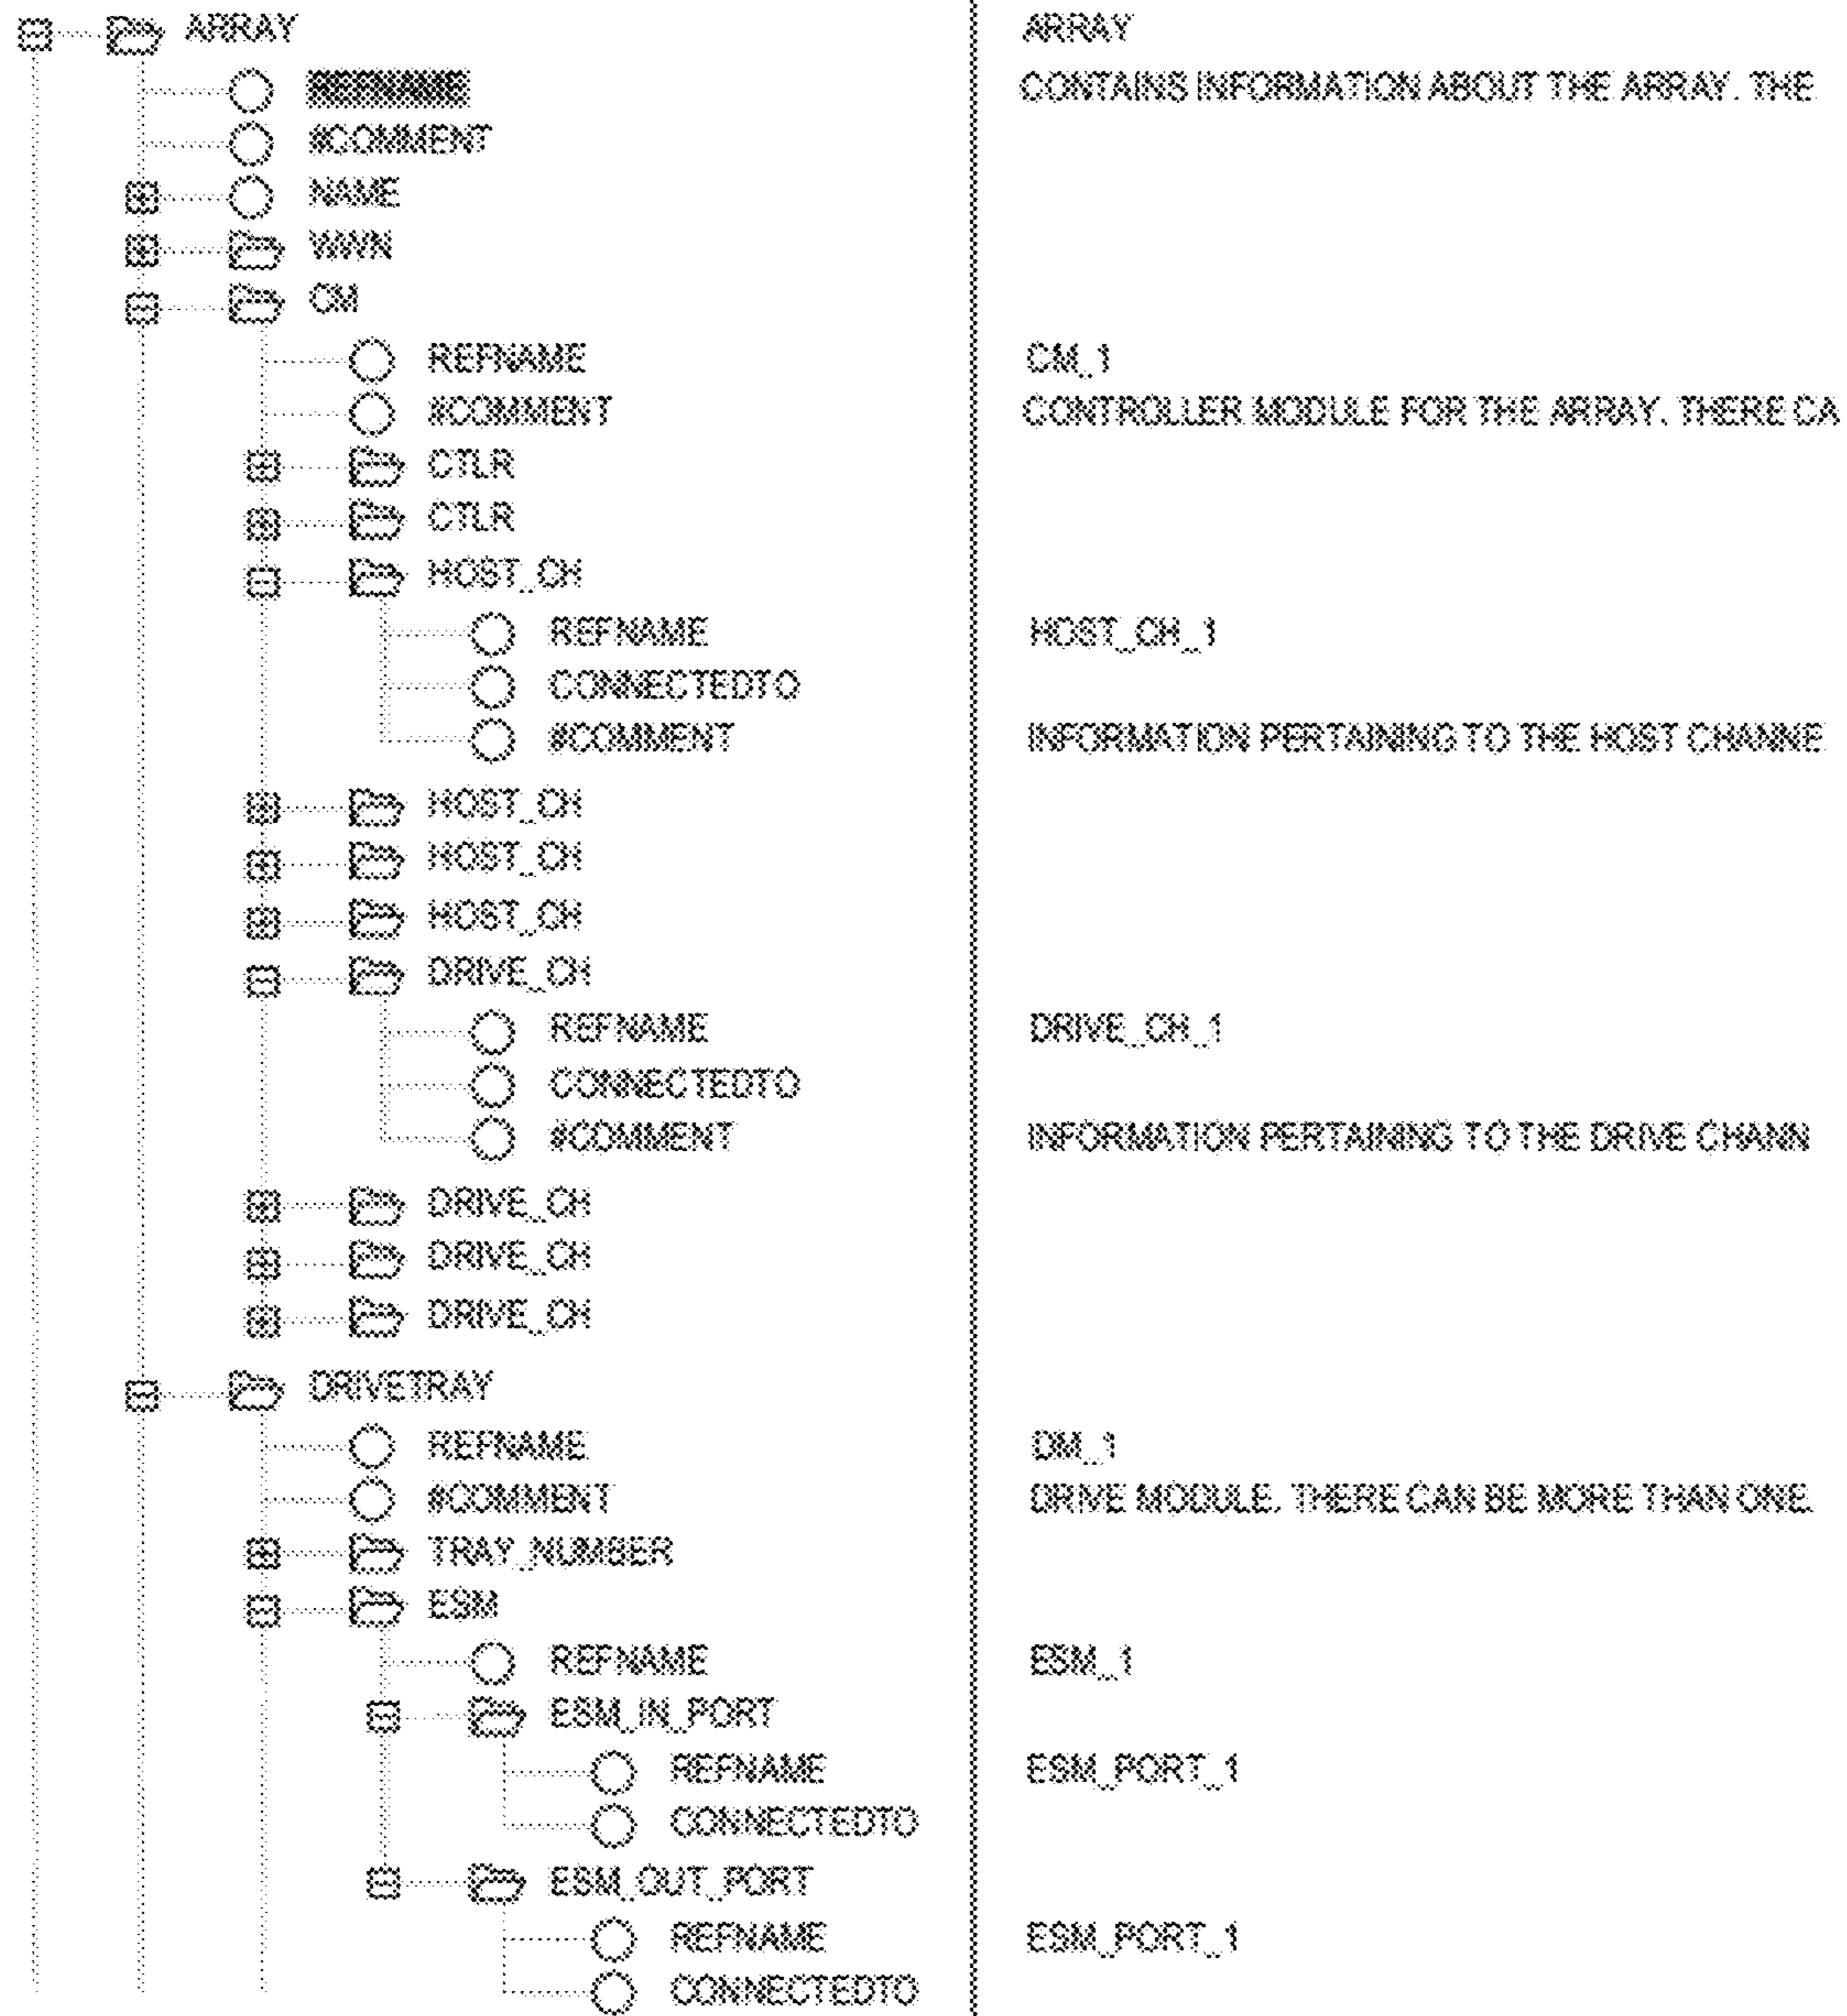 ARRAY ARRAY
REFNAME CONTAINS INFORMATION ABOUT THE ARRAY. THE
#COMMENT
NAME
WWN
CM
REFNAME CM_1
#COMMENT CONTROLLER MODULE FOR THE ARRAY. THERE CA
CTLR
CTLR
HOST_CH
REFNAME HOST_CH_1
CONNECTEDTO
#COMMENT INFORMATION PERTAINING TO THE HOST CHANNE
HOST_CH
HOST_CH
HOST_CH
DRIVE_CH
REFNAME DRIVE_CH_1
CONNECTEDTO
#COMMENT INFORMATION PERTAINING TO THE DRIVE CHANN
DRIVE_CH
DRIVE_CH
DRIVE_CH
DRIVETRAY
REFNAME DM_1
#COMMENT DRIVE MODULE. THERE CAN BE MORE THAN ONE.
TRAY_NUMBER
ESM
REFNAME ESM_1
ESM_IN_PORT
REFNAME ESM_PORT_1
CONNECTEDTO
ESM_OUT_PORT
REFNAME ESM_PORT_1
CONNECTEDTO